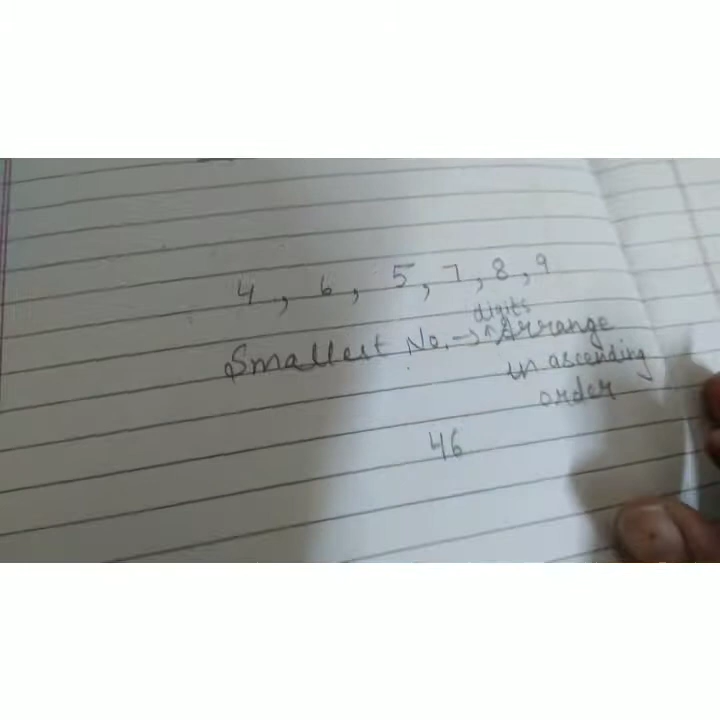 4, 6, 5, 7, 8, 9
digits
Smallest No. → ^ Arrange
in ascending
order
46